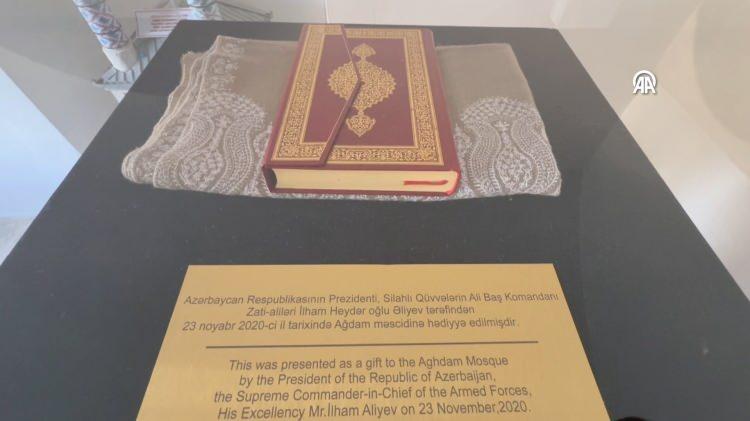 AA
Azərbaycan Respublikasının Prezidenti, Silahlı Qüvvələrin Ali Baş Komandanı
Zati-aliləri İlham Heydər oğlu Əliyev tərəfindən
23 noyabr 2020-ci il tarixində Ağdam məscidinə hədiyyə edilmişdir.
This was presented as a gift to the Aghdam Mosque
by the President of the Republic of Azerbaijan,
the Supreme Commander-in-Chief of the Armed Forces,
His Excellency Mr.İlham Aliyev on 23 November,2020.